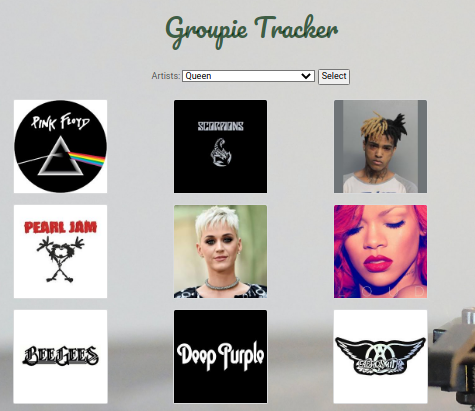 Groupie Tracker
Artists: Queen Select
PINK FLOYD
SCORPIONS
PEARL JAM
BEE GEES
Deep Purple
AEROSMITH